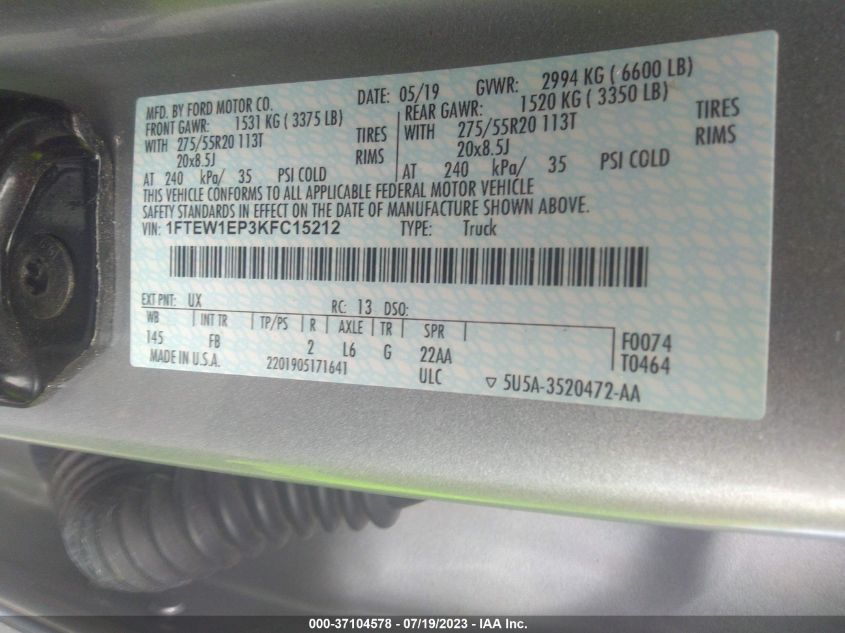 MFD. BY FORD MOTOR CO. DATE: 05/19 GVWR: 2994 KG ( 6600 LB)
FRONT GAWR: 1531 KG ( 3375 LB) REAR GAWR: 1520 KG ( 3350 LB)
WITH 275/55R20 113T TIRES WITH 275/55R20 113T TIRES
20x8.5J RIMS 20x8.5J RIMS
AT 240 kPa/ 35 PSI COLD AT 240 kPa/ 35 PSI COLD
THIS VEHICLE CONFORMS TO ALL APPLICABLE FEDERAL MOTOR VEHICLE
SAFETY STANDARDS IN EFFECT ON THE DATE OF MANUFACTURE SHOWN ABOVE.
VIN: 1FTEW1EP3KFC15212 TYPE: Truck
EXT PNT: UX RC: 13 DSO:
WB INT TR TP/PS R AXLE TR SPR F0074
145 FB 2 L6 G 22AA T0464
MADE IN U.S.A. 2201905171641 ULC ▽ 5U5A-3520472-AA
000-37104578 / 07/19/2023 - IAA Inc.